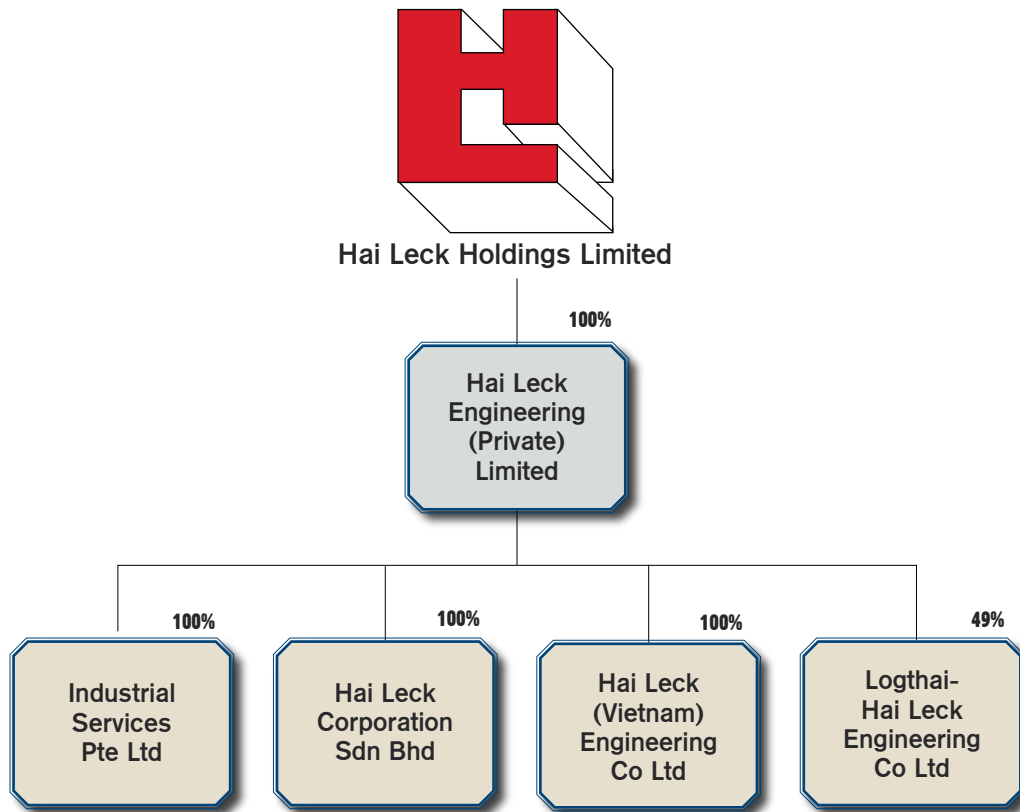 Hai Leck Holdings Limited
100%
Hai Leck
Engineering
(Private)
Limited
100%
Industrial
Services
Pte Ltd
100%
Hai Leck
Corporation
Sdn Bhd
100%
Hai Leck
(Vietnam)
Engineering
Co Ltd
49%
Logthai-
Hai Leck
Engineering
Co Ltd